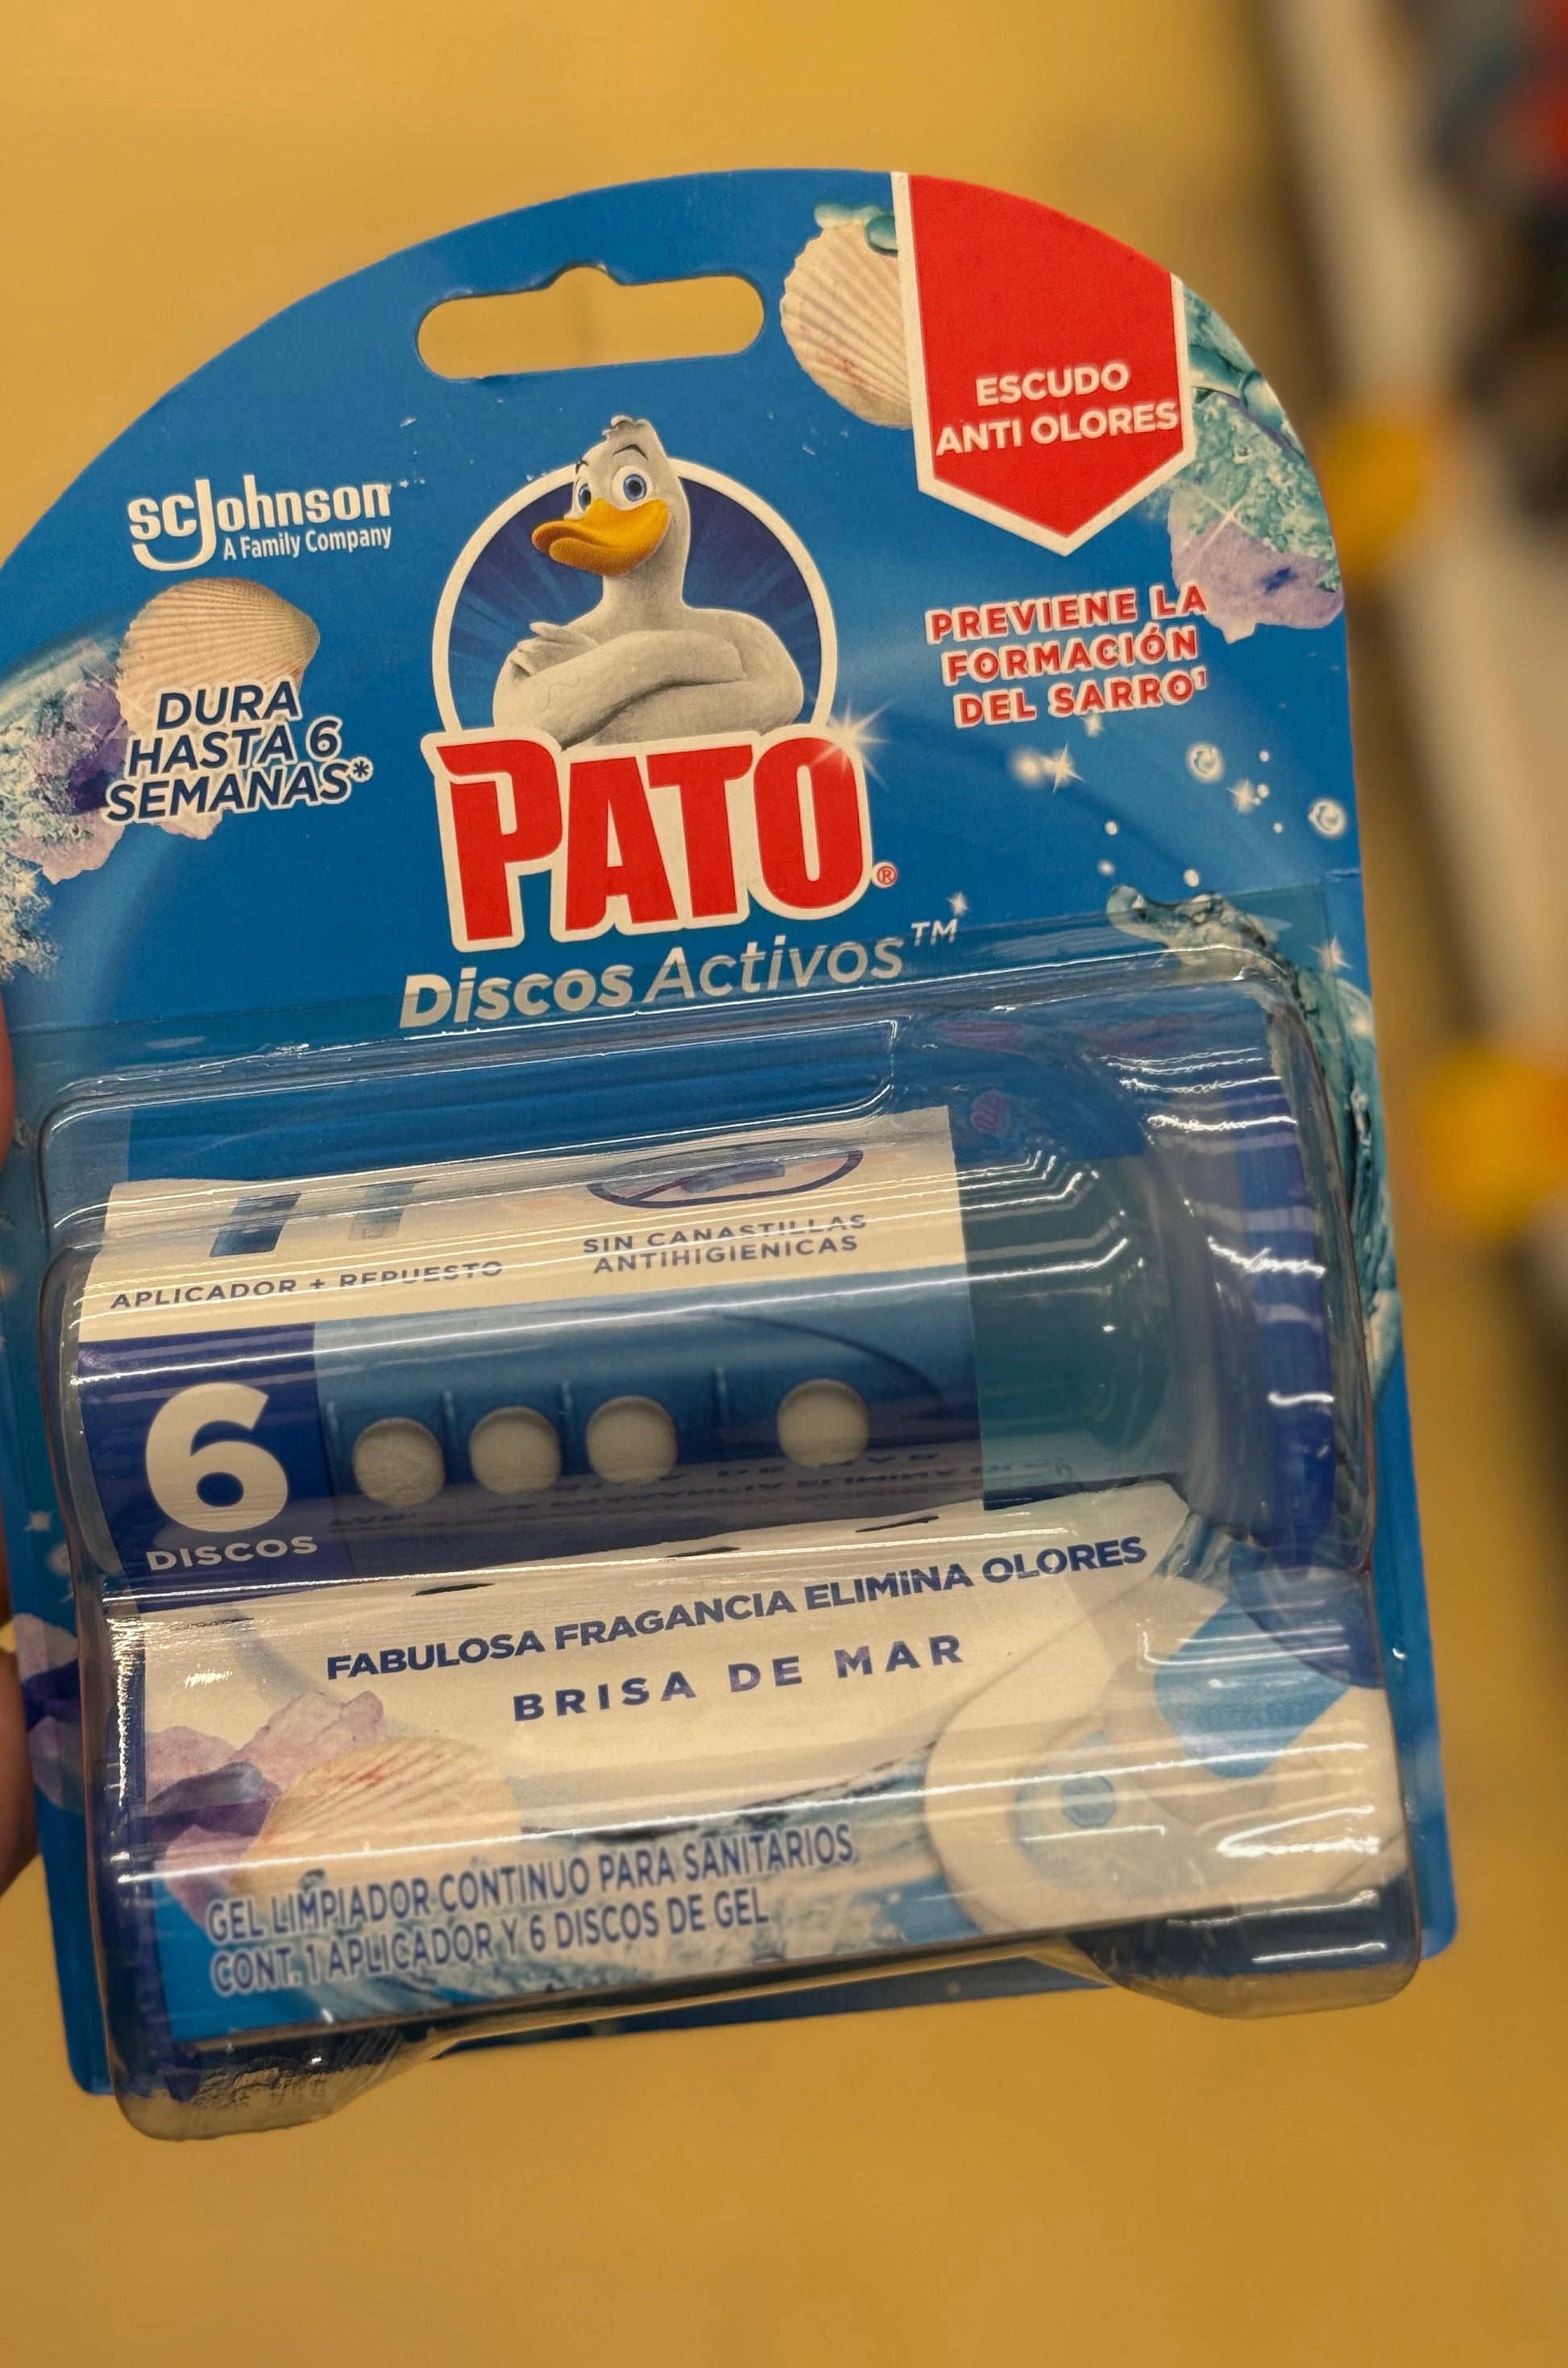 ESCUDO
ANTI OLORES
scJohnson
A Family Company
PREVIENE LA
FORMACIÓN
DEL SARRO¹
DURA
HASTA 6
SEMANAS*
PATO®
Discos Activos™
APLICADOR + REPUESTO
SIN CANASTILLAS
ANTIHIGIENICAS
6
DISCOS
FABULOSA FRAGANCIA ELIMINA OLORES
BRISA DE MAR
GEL LIMPIADOR CONTINUO PARA SANITARIOS
CONT. 1 APLICADOR Y 6 DISCOS DE GEL